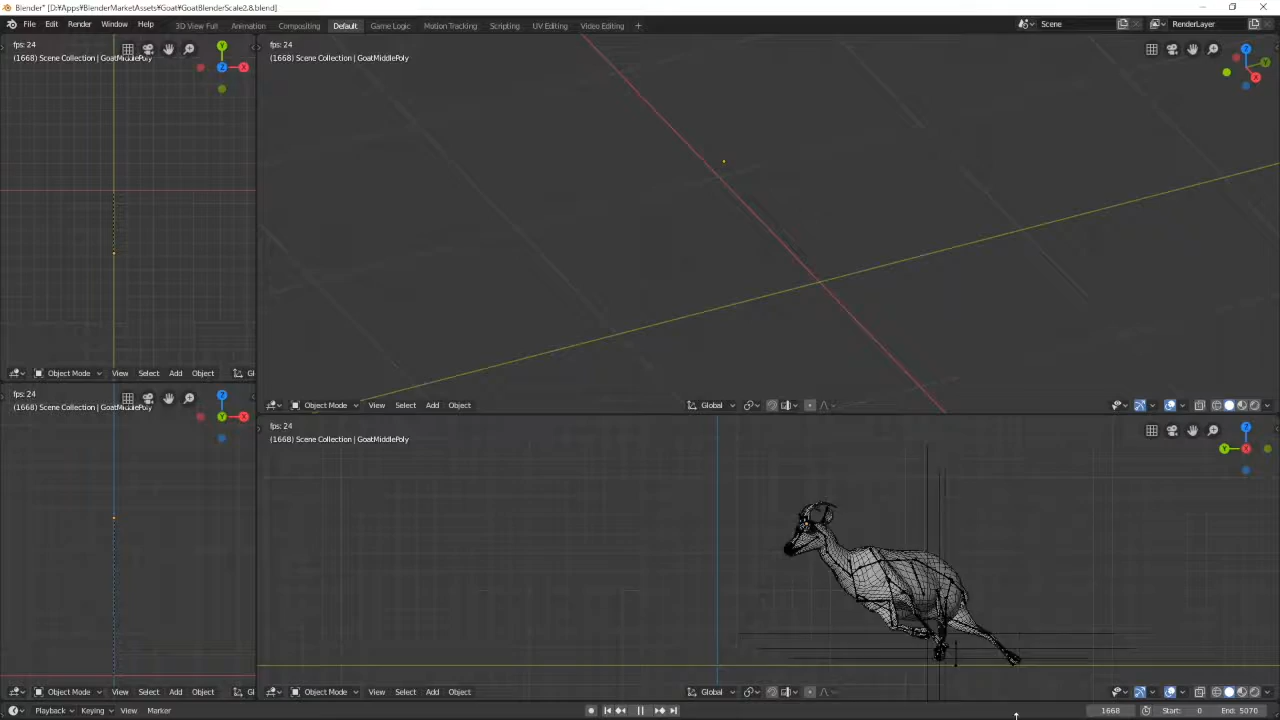 Blender* [D:¥Apps¥BlenderMarketAssets¥Goat¥GoatBlender¥scale2.8.blend]
File Edit Render Window Help 3D View Full Animation Compositing Default Game Logic Motion Tracking Scripting UV Editing Video Editing + Scene RenderLayer
fps: 24
(1668) Scene Collection | GoatMiddlePoly
Y
Z X
fps: 24
(1668) Scene Collection | GoatMiddlePoly
Z
Y
X
Object Mode View Select Add Object Gl
Object Mode View Select Add Object Global
fps: 24
(1668) Scene Collection | GoatMiddlePoly
Z
Y X
fps: 24
(1668) Scene Collection | GoatMiddlePoly
Z
Y X
Object Mode View Select Add Object Gl
Object Mode View Select Add Object Global
Playback Keying View Marker 1668 Start: 0 End: 5070